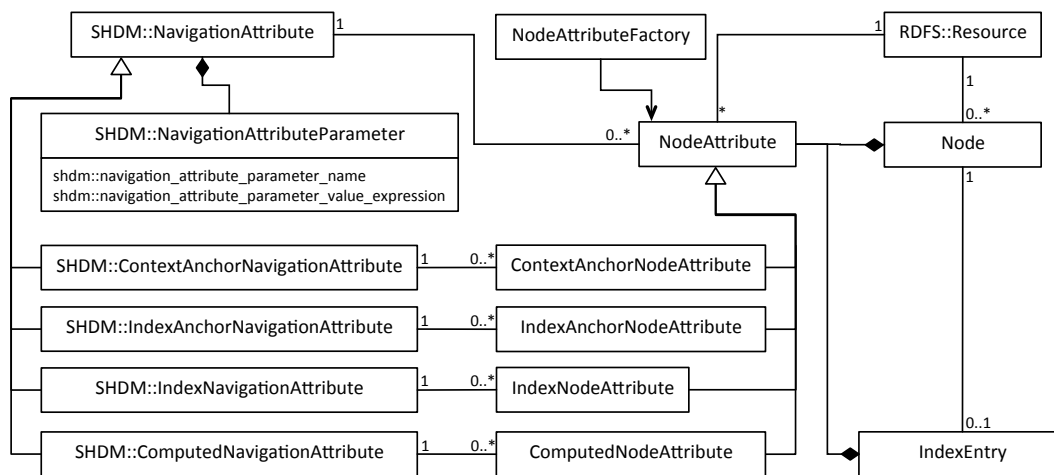 SHDM::NavigationAttribute
1
NodeAttributeFactory
1
RDFS::Resource
1
SHDM::NavigationAttributeParameter
shdm::navigation_attribute_parameter_name
shdm::navigation_attribute_parameter_value_expression
*
0..*
0..*
NodeAttribute
Node
1
SHDM::ContextAnchorNavigationAttribute
1
0..*
ContextAnchorNodeAttribute
SHDM::IndexAnchorNavigationAttribute
1
0..*
IndexAnchorNodeAttribute
SHDM::IndexNavigationAttribute
1
0..*
IndexNodeAttribute
SHDM::ComputedNavigationAttribute
1
0..*
ComputedNodeAttribute
0..1
IndexEntry